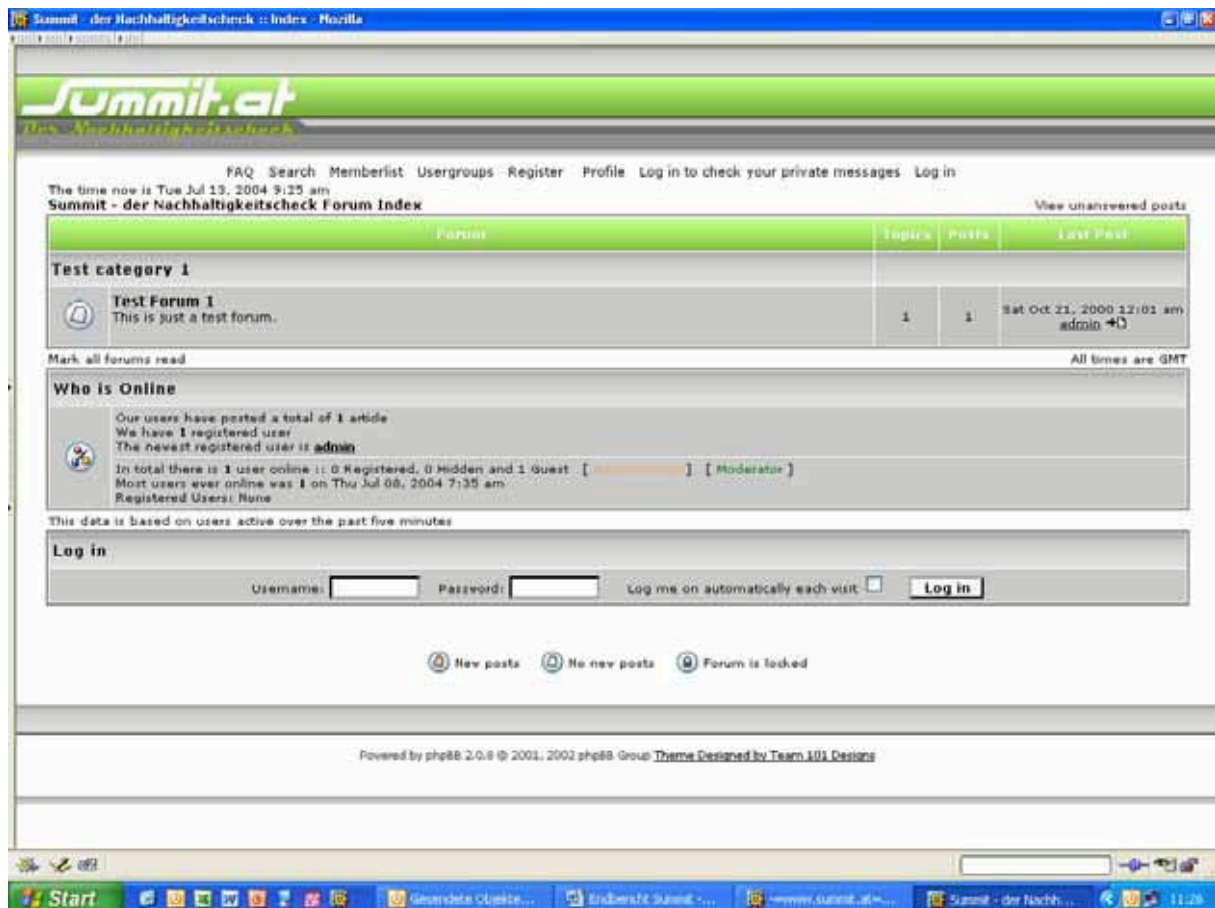 Summit - der Nachhaltigkeitscheck :: Index - Mozilla
Summit.at
Der Nachhaltigkeitscheck
FAQ Search Memberlist Usergroups Register Profile Log in to check your private messages Log in
The time now is Tue Jul 13, 2004 9:25 am
Summit - der Nachhaltigkeitscheck Forum Index View unanswered posts
Forum Topics Posts Last Post
Test category 1
Test Forum 1
This is just a test forum.
1 1 Sat Oct 21, 2000 12:01 am
admin
Mark all forums read All times are GMT
Who is Online
Our users have posted a total of 1 article
We have 1 registered user
The newest registered user is admin
In total there is 1 user online :: 0 Registered, 0 Hidden and 1 Guest [ ] [ Moderator ]
Most users ever online was 1 on Thu Jul 08, 2004 7:35 am
Registered Users: None
This data is based on users active over the past five minutes
Log in
Username: Password: Log me on automatically each visit Log in
New posts No new posts Forum is locked
Powered by phpBB 2.0.8 © 2001, 2002 phpBB Group Theme Designed by Team 101 Designs
Start Gesendete Objekte... Endbericht Summit -... www.summit.at... Summit - der Nachh... 11:26